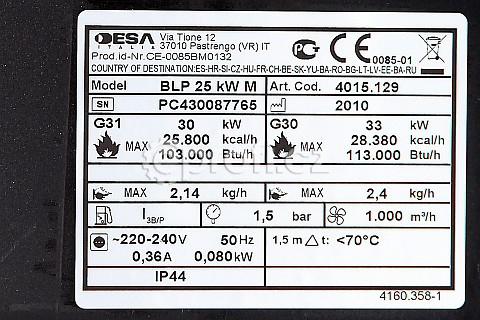 DESA
ITALIA
Via Tione 12
37010 Pastrengo (VR) IT
Prod.id-Nr.CE-0085BM0132
CE 0085-01
COUNTRY OF DESTINATION:ES-HR-SI-CZ-HU-FR-CH-BE-SK-YU-BA-RO-BG-LT-LV-EE-BA-RU
Model BLP 25 kW M Art. Cod. 4015.129
SN PC430087765 2010
G31 30 kW G30 33 kW
MAX 25.800 kcal/h MAX 28.380 kcal/h
103.000 Btu/h 113.000 Btu/h
MAX 2,14 kg/h MAX 2,4 kg/h
I3B/P 1,5 bar 1.000 m³/h
~220-240V 50Hz 1,5 m △ t: <70°C
0,36A 0,080kW
IP44
4160.358-1